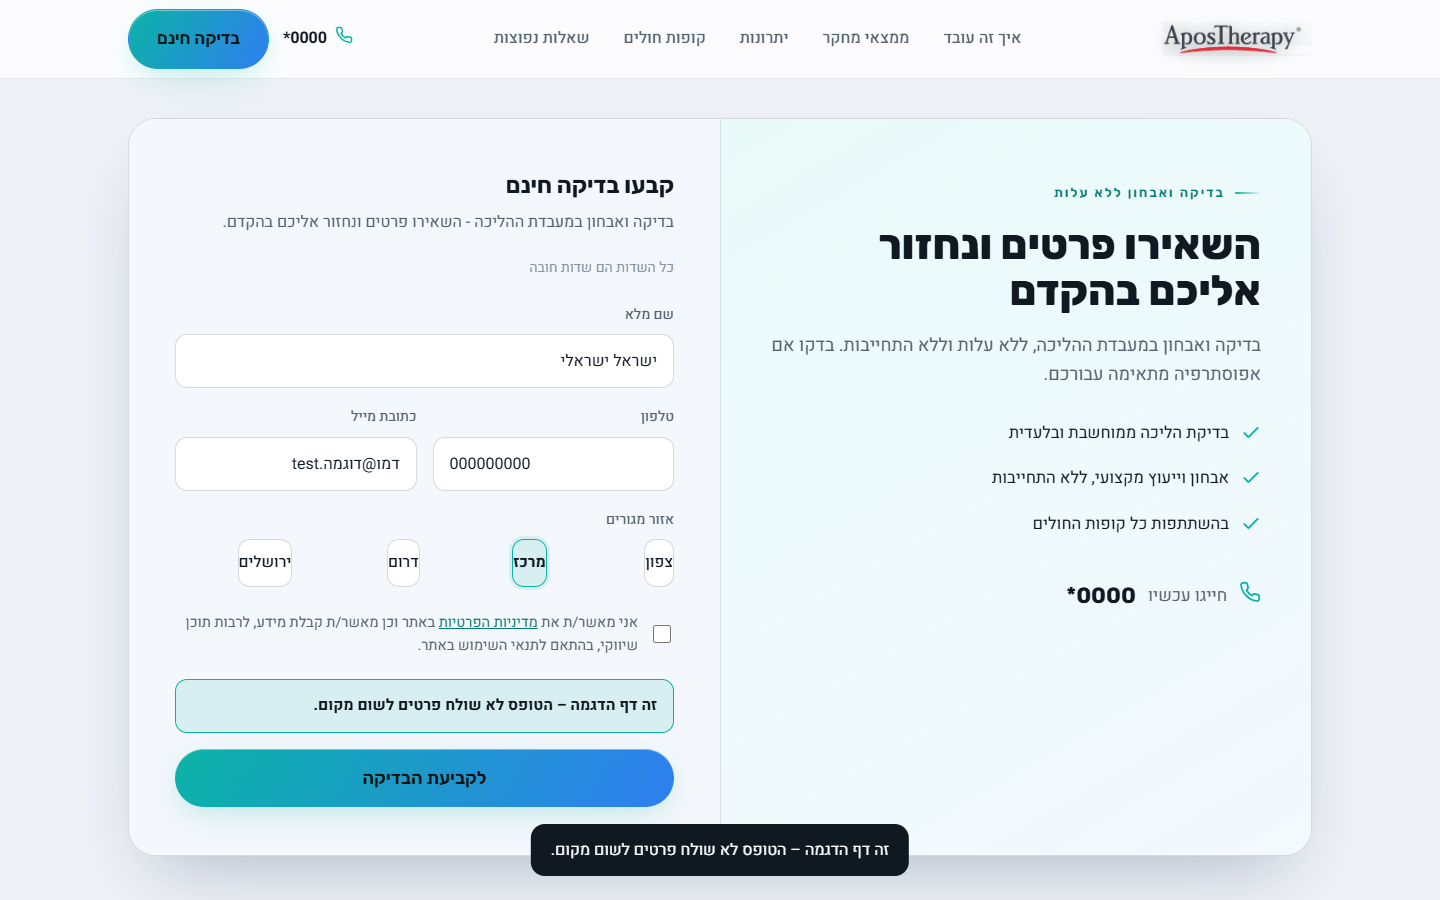 AposTherapy®
איך זה עובד
ממצאי מחקר
יתרונות
קופות חולים
שאלות נפוצות
*0000
בדיקה חינם
בדיקה ואבחון ללא עלות
השאירו פרטים ונחזור
אליכם בהקדם
בדיקה ואבחון במעבדת ההליכה, ללא עלות וללא התחייבות. בדקו אם
אפוסתרפיה מתאימה עבורכם.
בדיקת הליכה ממוחשבת ובלעדית
אבחון וייעוץ מקצועי, ללא התחייבות
בהשתתפות כל קופות החולים
חייגו עכשיו *0000
קבעו בדיקה חינם
בדיקה ואבחון במעבדת ההליכה - השאירו פרטים ונחזור אליכם בהקדם.
כל השדות הם שדות חובה
שם מלא
ישראל ישראלי
טלפון
000000000
כתובת מייל
דמו@דוגמה.test
אזור מגורים
צפון
מרכז
דרום
ירושלים
אני מאשר/ת את מדיניות הפרטיות באתר וכן מאשר/ת קבלת מידע, לרבות תוכן
שיווקי, בהתאם לתנאי השימוש באתר.
זה דף הדגמה – הטופס לא שולח פרטים לשום מקום.
לקביעת הבדיקה
זה דף הדגמה – הטופס לא שולח פרטים לשום מקום.